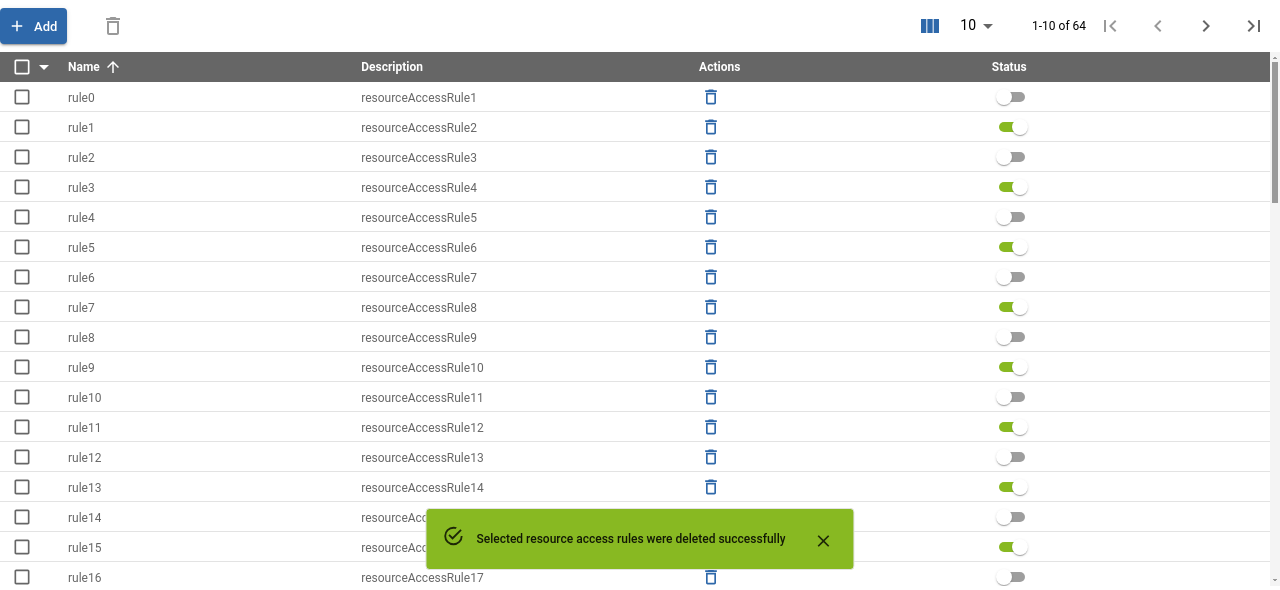 Add
10
1-10 of 64
Name Description Actions Status
rule0 resourceAccessRule1
rule1 resourceAccessRule2
rule2 resourceAccessRule3
rule3 resourceAccessRule4
rule4 resourceAccessRule5
rule5 resourceAccessRule6
rule6 resourceAccessRule7
rule7 resourceAccessRule8
rule8 resourceAccessRule9
rule9 resourceAccessRule10
rule10 resourceAccessRule11
rule11 resourceAccessRule12
rule12 resourceAccessRule13
rule13 resourceAccessRule14
rule14 resourceAcc
Selected resource access rules were deleted successfully
rule15 resourceAcc
rule16 resourceAccessRule17